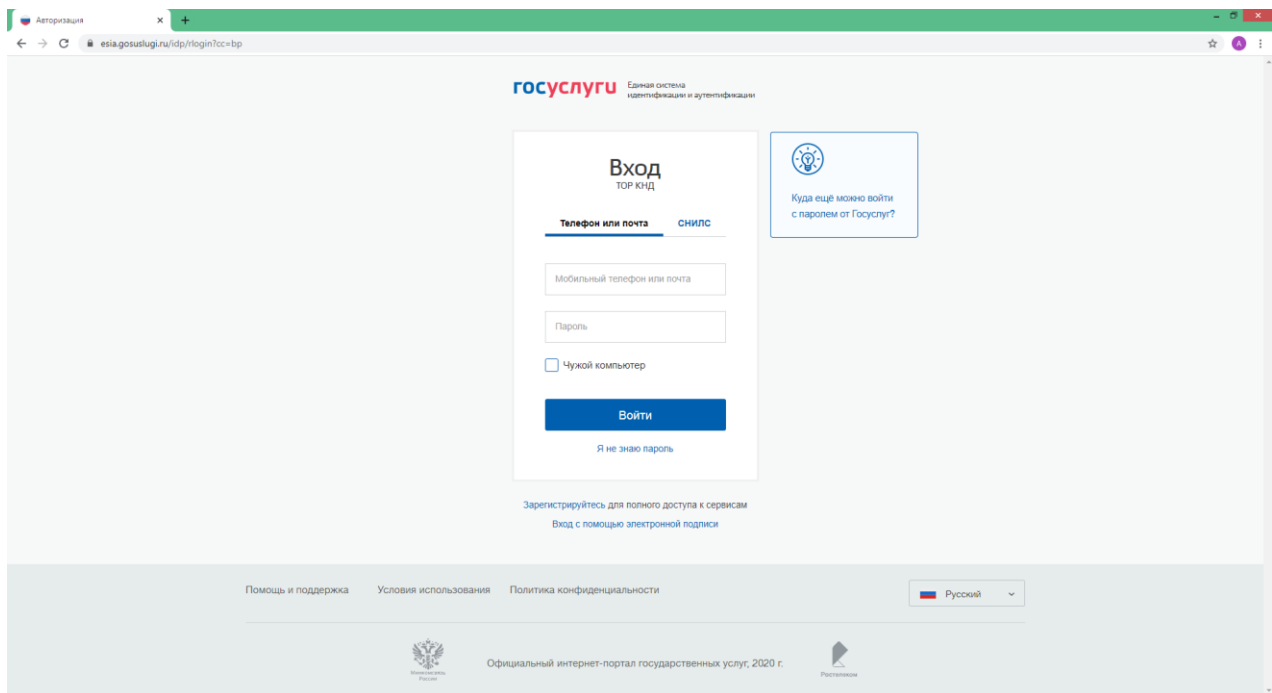 Авторизация
esia.gosuslugi.ru/idp/rlogin?cc=bp
А
госуслуги
Единая система
идентификации и аутентификации
Вход
ТОР КНД
Телефон или почта СНИЛС
Мобильный телефон или почта
Пароль
Чужой компьютер
Войти
Я не знаю пароль
Куда ещё можно войти
с паролем от Госуслуг?
Зарегистрируйтесь для полного доступа к сервисам
Вход с помощью электронной подписи
Помощь и поддержка Условия использования Политика конфиденциальности
Русский
Минкомсвязь
России
Официальный интернет-портал государственных услуг, 2020 г.
Ростелеком